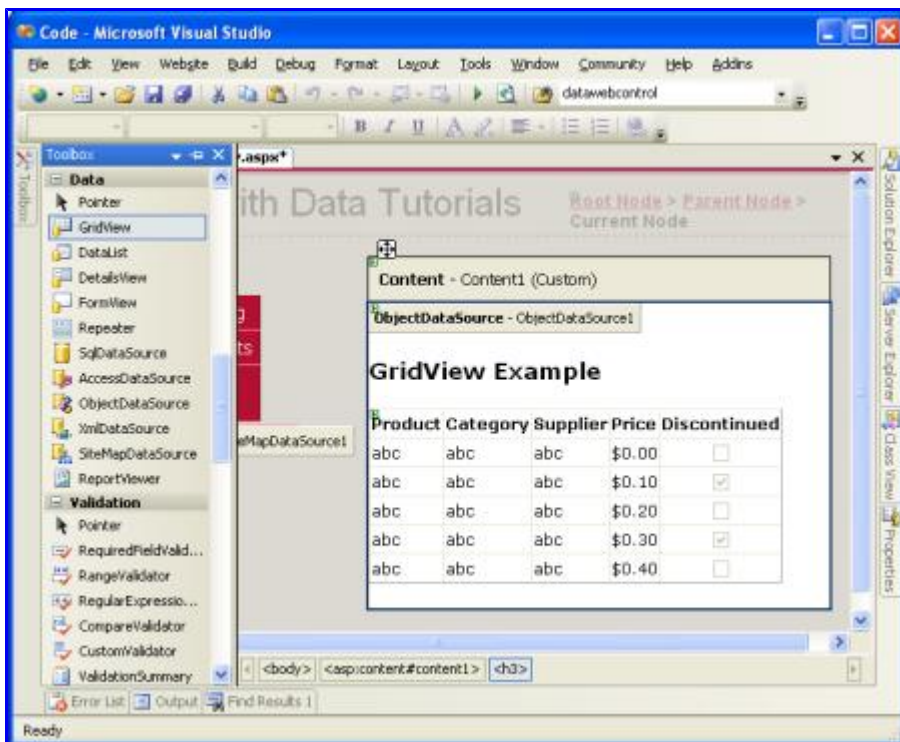 Code - Microsoft Visual Studio
File Edit View Website Build Debug Format Layout Tools Window Community Help Addins
datawebcontrol
B I U A
Toolbox
.aspx*
Toolbox
Data
Pointer
GridView
DataList
DetailsView
FormView
Repeater
SqlDataSource
AccessDataSource
ObjectDataSource
XmlDataSource
SiteMapDataSource
ReportViewer
Validation
Pointer
RequiredFieldValid...
RangeValidator
RegularExpressio...
CompareValidator
CustomValidator
ValidationSummary
ith Data Tutorials
Root Node > Parent Node >
Current Node
Content - Content1 (Custom)
ObjectDataSource - ObjectDataSource1
g
ts
eMapDataSource1
GridView Example
Product Category Supplier Price Discontinued
abc abc abc $0.00
abc abc abc $0.10
abc abc abc $0.20
abc abc abc $0.30
abc abc abc $0.40
<body> <asp:content#content1> <h3>
Solution Explorer
Server Explorer
Class View
Properties
Error List Output Find Results 1
Ready